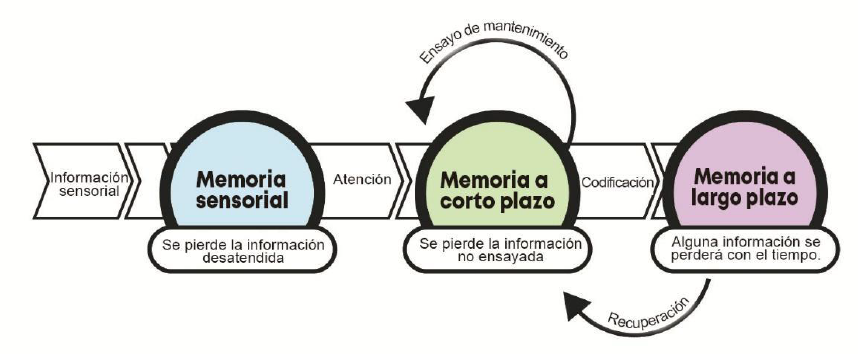 Ensayo de mantenimiento
Información
sensorial
Memoria
sensorial
Atención
Memoria a
corto plazo
Codificación
Memoria a
largo plazo
Se pierde la información
desatendida
Se pierde la información
no ensayada
Alguna información se
perderá con el tiempo.
Recuperación